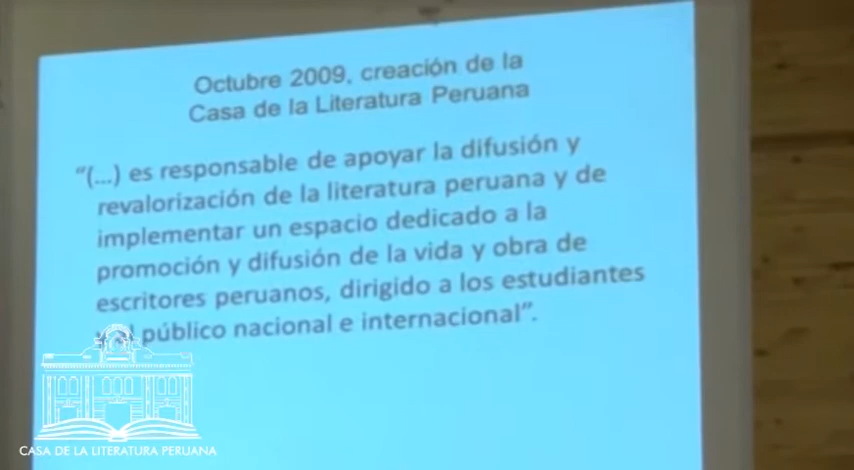 Octubre 2009, creación de la
Casa de la Literatura Peruana
"(...) es responsable de apoyar la difusión y
revalorización de la literatura peruana y de
implementar un espacio dedicado a la
promoción y difusión de la vida y obra de
escritores peruanos, dirigido a los estudiantes
público nacional e internacional".
CASA DE LA LITERATURA PERUANA